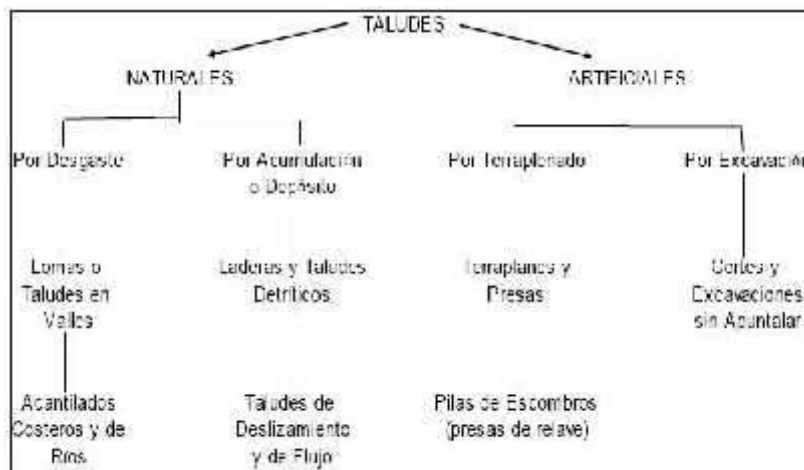 TALUDES
NATURALES
ARTIFICIALES
Por Desgaste
Por Acumulación
o Depósito
Por Terraplenado
Por Excavación
Lomas o
Taludes en
Valles
Laderas y Taludes
Detríticos
Terraplanes y
Presas
Cortes y
Excavaciones
sin Apuntalar
Acantilados
Costeros y de
Ríos
Taludes de
Deslizamiento
y de Flujo
Pilas de Escombros
(presas de relave)